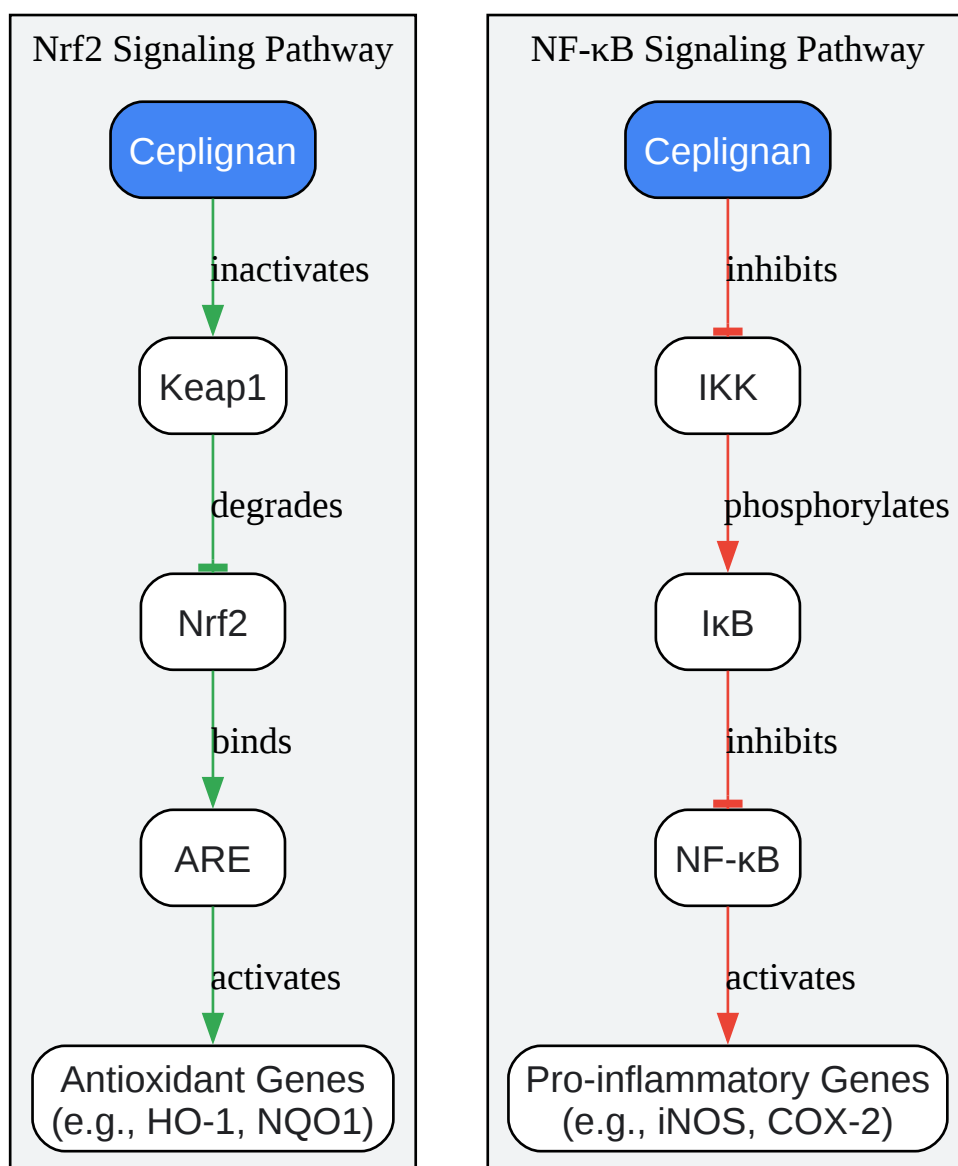 Nrf2 Signaling Pathway
Ceplignan
inactivates
Keap1
degrades
Nrf2
binds
ARE
activates
Antioxidant Genes
(e.g., HO-1, NQO1)
NF-κB Signaling Pathway
Ceplignan
inhibits
IKK
phosphorylates
IκB
inhibits
NF-κB
activates
Pro-inflammatory Genes
(e.g., iNOS, COX-2)